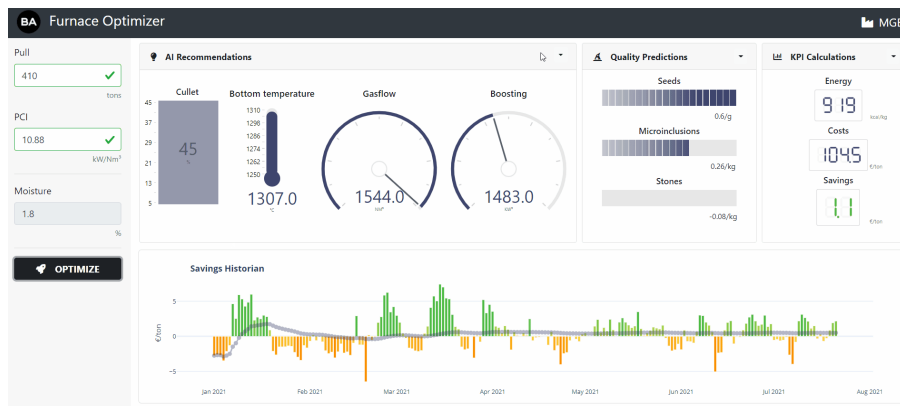 BA Furnace Optimizer
MGE
Pull
410
tons
PCI
10.88
kW/Nm³
Moisture
1.8
%
OPTIMIZE
AI Recommendations
Cullet
45
37
29
21
13
5
45
%
Bottom temperature
1310
1298
1286
1274
1262
1250
1307.0
°C
Gasflow
1544.0
Nm³
Boosting
1483.0
Quality Predictions
Seeds
0.6/g
Microinclusions
0.26/kg
Stones
-0.08/kg
KPI Calculations
Energy
919
kcal/kg
Costs
104.5
€/ton
Savings
1.1
€/ton
Savings Historian
€/ton
5
0
−5
Jan 2021
Feb 2021
Mar 2021
Apr 2021
May 2021
Jun 2021
Jul 2021
Aug 2021